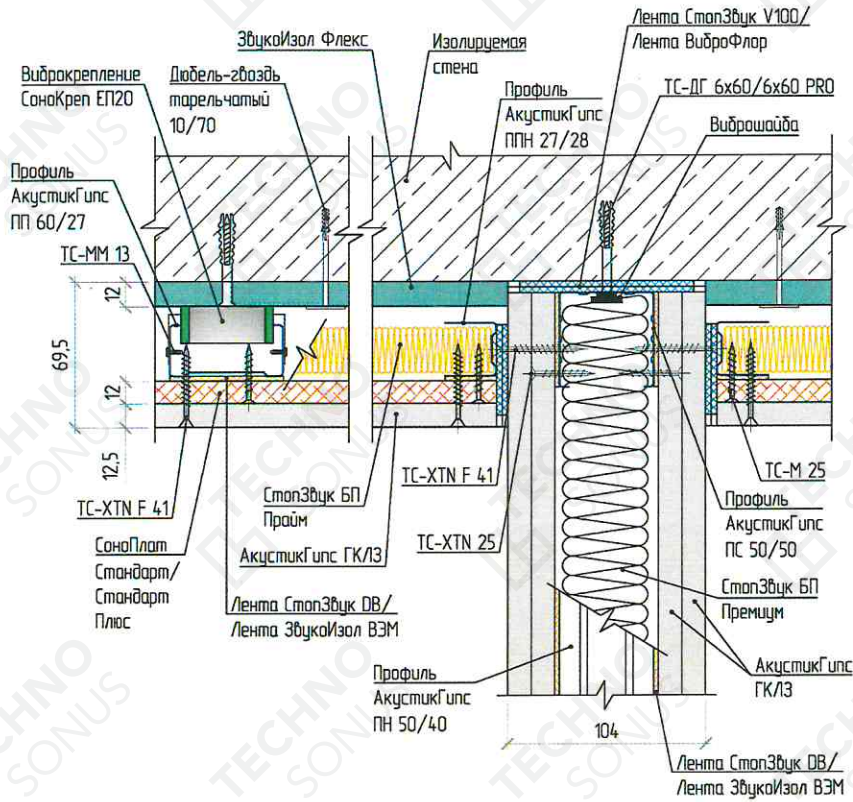 Лента СтопЗвук V100/
Лента ВиброФлор
ЗвукоИзол Флекс
Изолируемая
стена
Виброкрепление
СоноКреп ЕП20
Дюбель-гвоздь
тарельчатый
10/70
Профиль
АкустикГипс
ППН 27/28
ТС-ДГ 6х60/6х60 PRO
Виброшайба
Профиль
АкустикГипс
ПП 60/27
ТС-ММ 13
12
69,5
12
12,5
ТС-XTN F 41
СтопЗвук БП
Прайм
ТС-XTN F 41
ТС-М 25
СоноПлат
Стандарт/
Стандарт
Плюс
АкустикГипс ГКЛЗ
ТС-XTN 25
Профиль
АкустикГипс
ПС 50/50
Лента СтопЗвук DB/
Лента ЗвукоИзол ВЭМ
СтопЗвук БП
Премиум
Профиль
АкустикГипс
ПН 50/40
АкустикГипс
ГКЛЗ
104
Лента СтопЗвук DB/
Лента ЗвукоИзол ВЭМ
TECHNO
SONUS